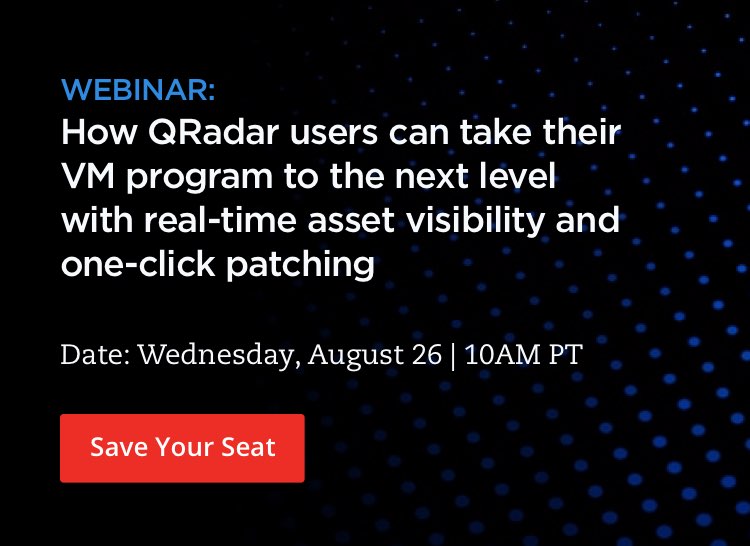 WEBINAR:
How QRadar users can take their
VM program to the next level
with real-time asset visibility and
one-click patching
Date: Wednesday, August 26 | 10AM PT
Save Your Seat